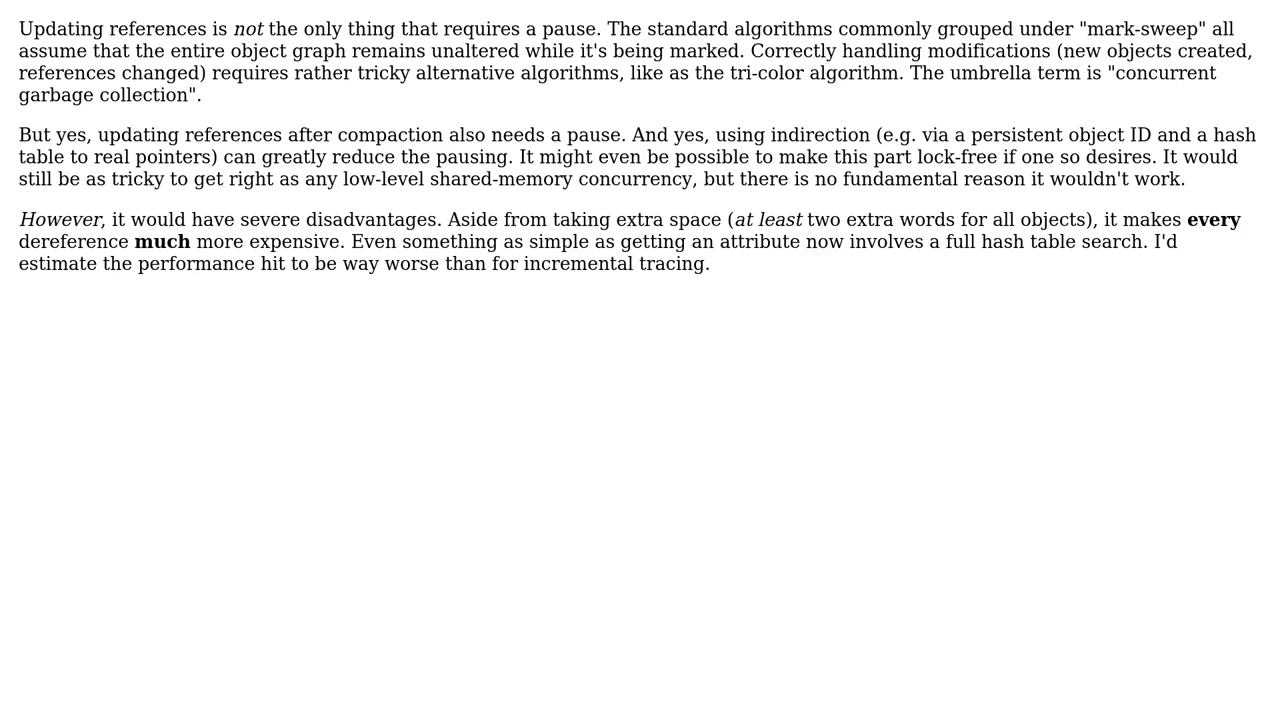 Updating references is not the only thing that requires a pause. The standard algorithms commonly grouped under "mark-sweep" all
assume that the entire object graph remains unaltered while it's being marked. Correctly handling modifications (new objects created,
references changed) requires rather tricky alternative algorithms, like as the tri-color algorithm. The umbrella term is "concurrent
garbage collection".
But yes, updating references after compaction also needs a pause. And yes, using indirection (e.g. via a persistent object ID and a hash
table to real pointers) can greatly reduce the pausing. It might even be possible to make this part lock-free if one so desires. It would
still be as tricky to get right as any low-level shared-memory concurrency, but there is no fundamental reason it wouldn't work.
However, it would have severe disadvantages. Aside from taking extra space (at least two extra words for all objects), it makes every
dereference much more expensive. Even something as simple as getting an attribute now involves a full hash table search. I'd
estimate the performance hit to be way worse than for incremental tracing.